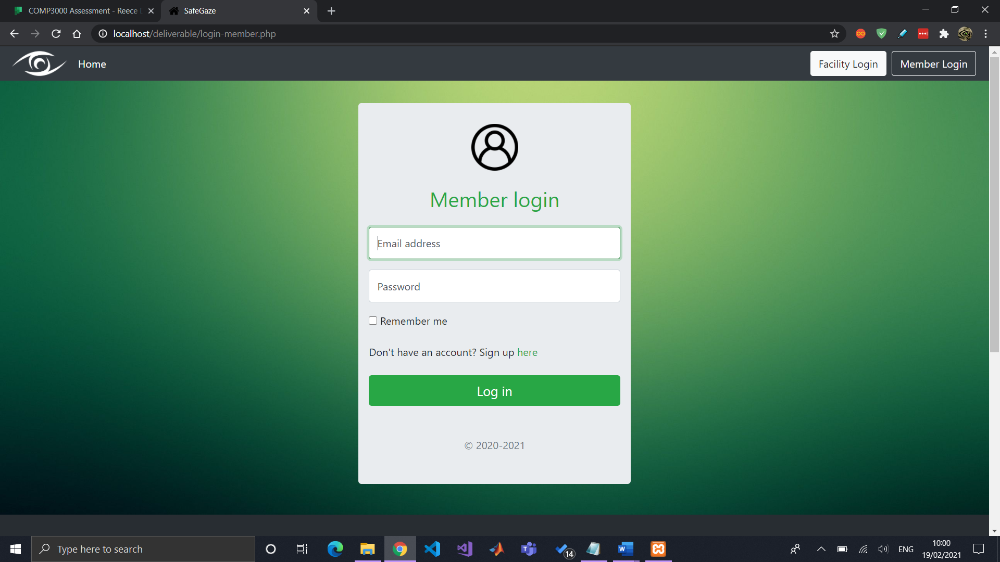 COMP3000 Assessment - Reece
SafeGaze
localhost/deliverable/login-member.php
Home
Facility Login
Member Login
Member login
Email address
Password
Remember me
Don't have an account? Sign up here
Log in
© 2020-2021
Type here to search
14
ENG
10:00
19/02/2021